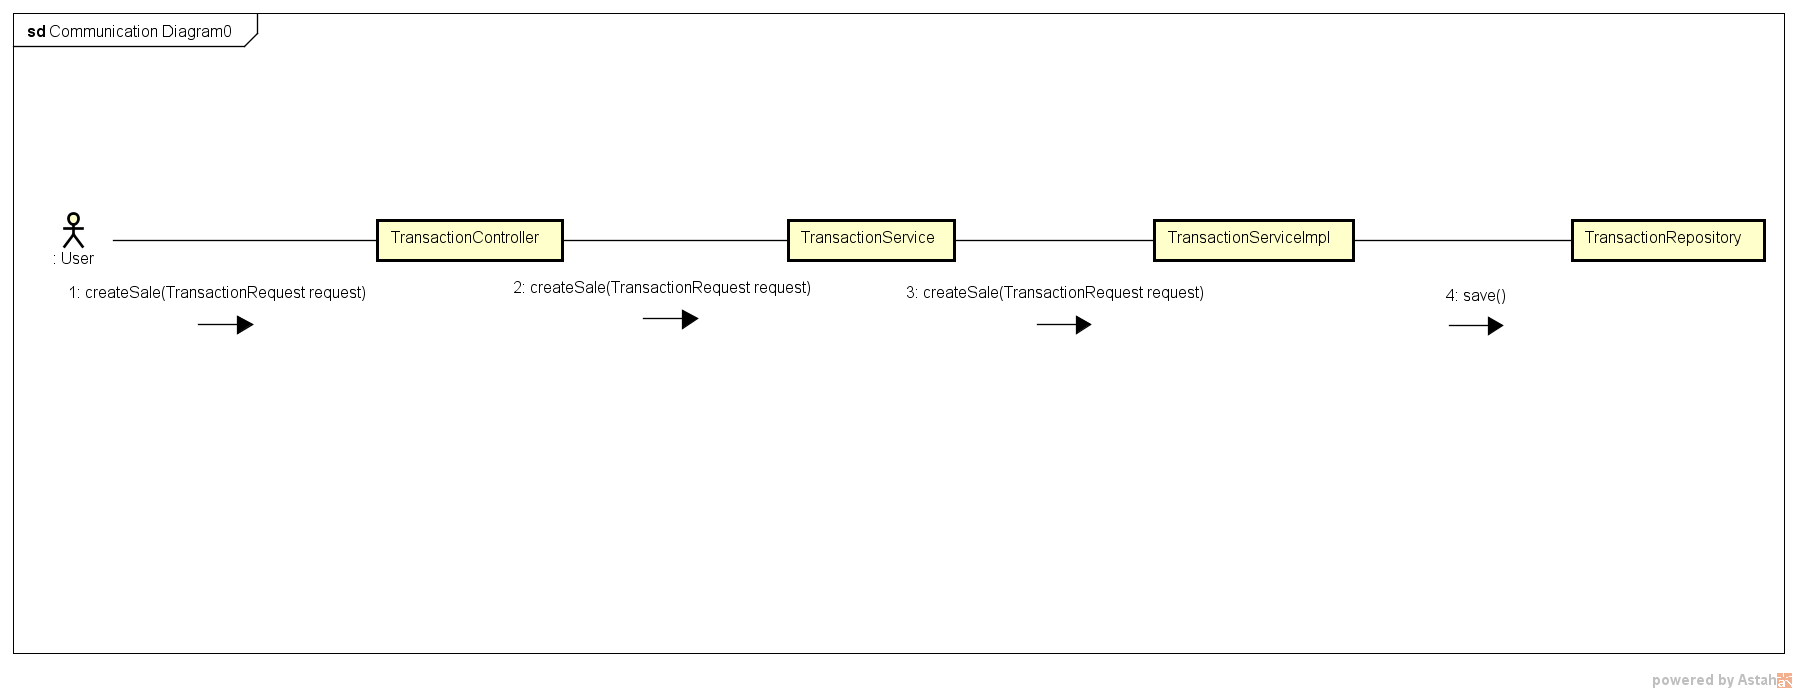 sd Communication Diagram0
TransactionController
TransactionService
TransactionServiceImpl
TransactionRepository
: User
1: createSale(TransactionRequest request)
2: createSale(TransactionRequest request)
3: createSale(TransactionRequest request)
4: save()
powered by Astah